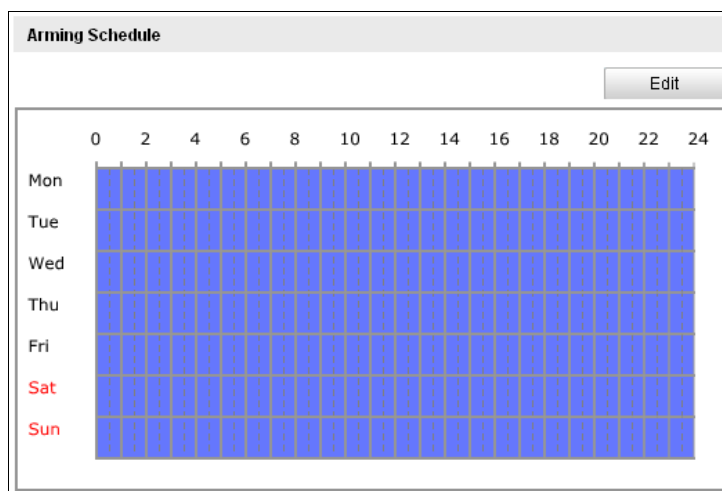 Arming Schedule
Edit
0 2 4 6 8 10 12 14 16 18 20 22 24
Mon
Tue
Wed
Thu
Fri
Sat
Sun